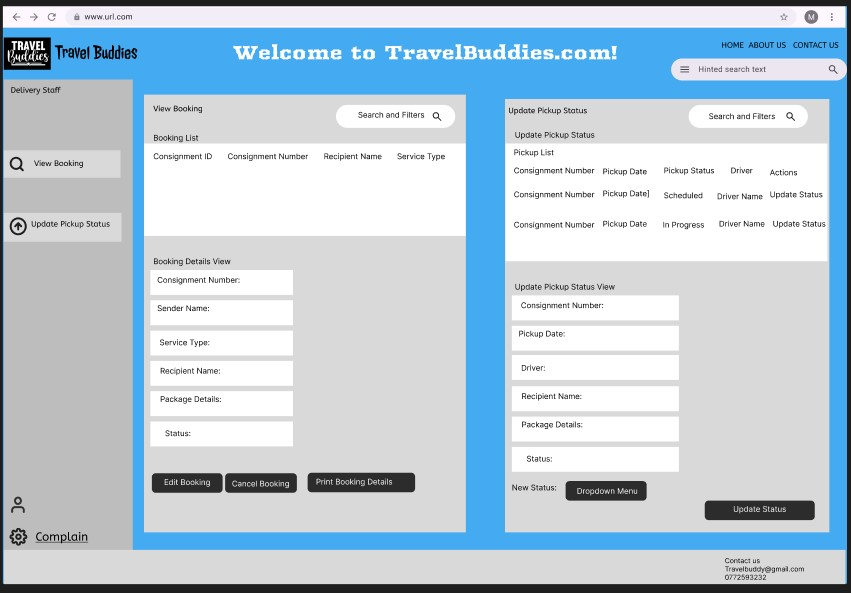 www.url.com
M
TRAVEL
Buddies
Travel Buddies
Welcome to TravelBuddies.com!
HOME ABOUT US CONTACT US
Hinted search text
Delivery Staff
View Booking
Update Pickup Status
Complain
View Booking
Search and Filters
Booking List
Consignment ID Consignment Number Recipient Name Service Type
Booking Details View
Consignment Number:
Sender Name:
Service Type:
Recipient Name:
Package Details:
Status:
Edit Booking Cancel Booking Print Booking Details
Update Pickup Status
Search and Filters
Update Pickup Status
Pickup List
Consignment Number Pickup Date Pickup Status Driver Actions
Consignment Number Pickup Date] Scheduled Driver Name Update Status
Consignment Number Pickup Date In Progress Driver Name Update Status
Update Pickup Status View
Consignment Number:
Pickup Date:
Driver:
Recipient Name:
Package Details:
Status:
New Status: Dropdown Menu
Update Status
Contact us
Travelbuddy@gmail.com
0772593232